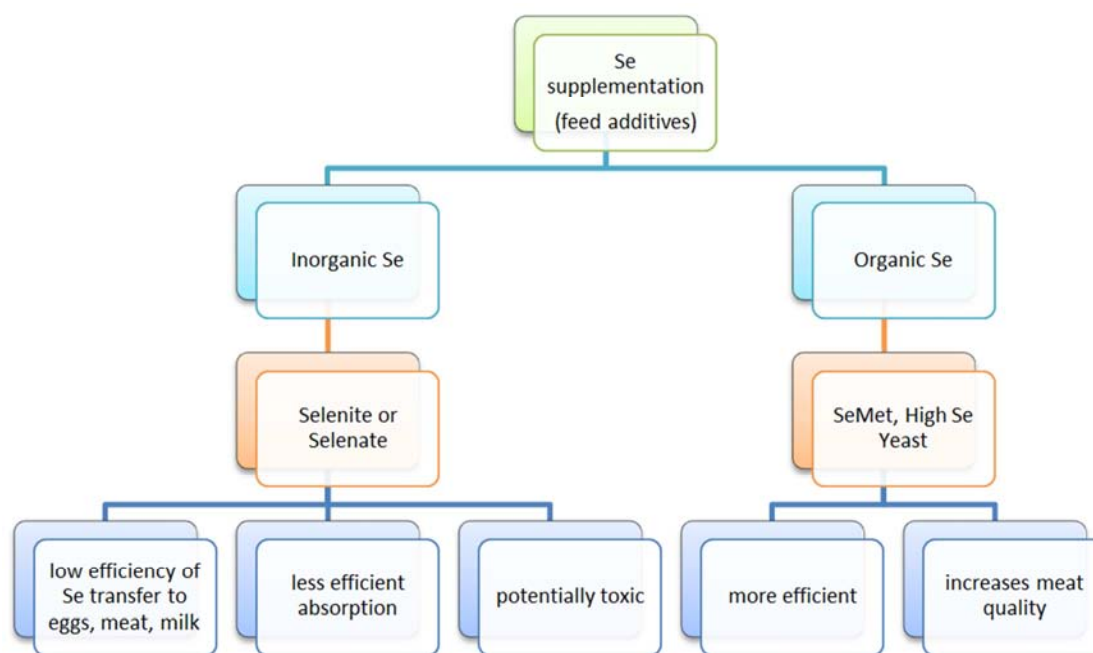 Se
supplementation
(feed additives)
Inorganic Se
Organic Se
Selenite or
Selenate
SeMet, High Se
Yeast
low efficiency of
Se transfer to
eggs, meat, milk
less efficient
absorption
potentially toxic
more efficient
increases meat
quality